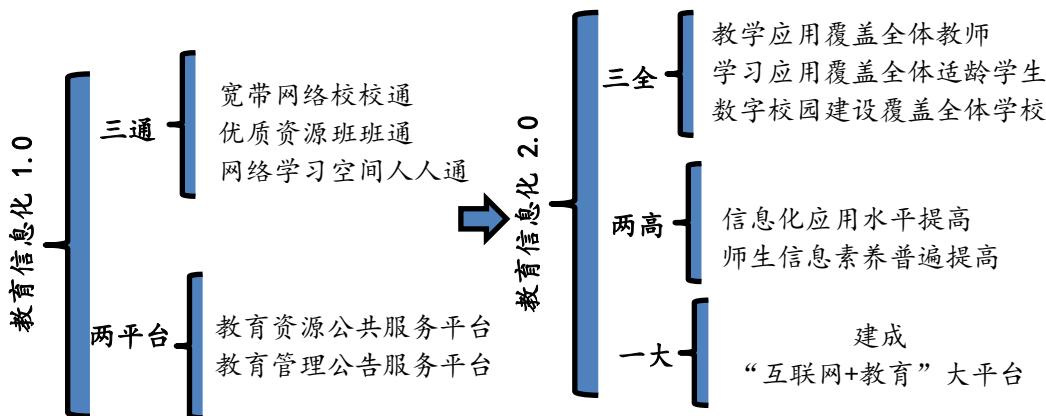 教育信息化 1.0
三通
宽带网络校校通
优质资源班班通
网络学习空间人人通
两平台
教育资源公共服务平台
教育管理公告服务平台
教育信息化 2.0
三全
教学应用覆盖全体教师
学习应用覆盖全体适龄学生
数字校园建设覆盖全体学校
两高
信息化应用水平提高
师生信息素养普遍提高
一大
建成
“互联网+教育”大平台